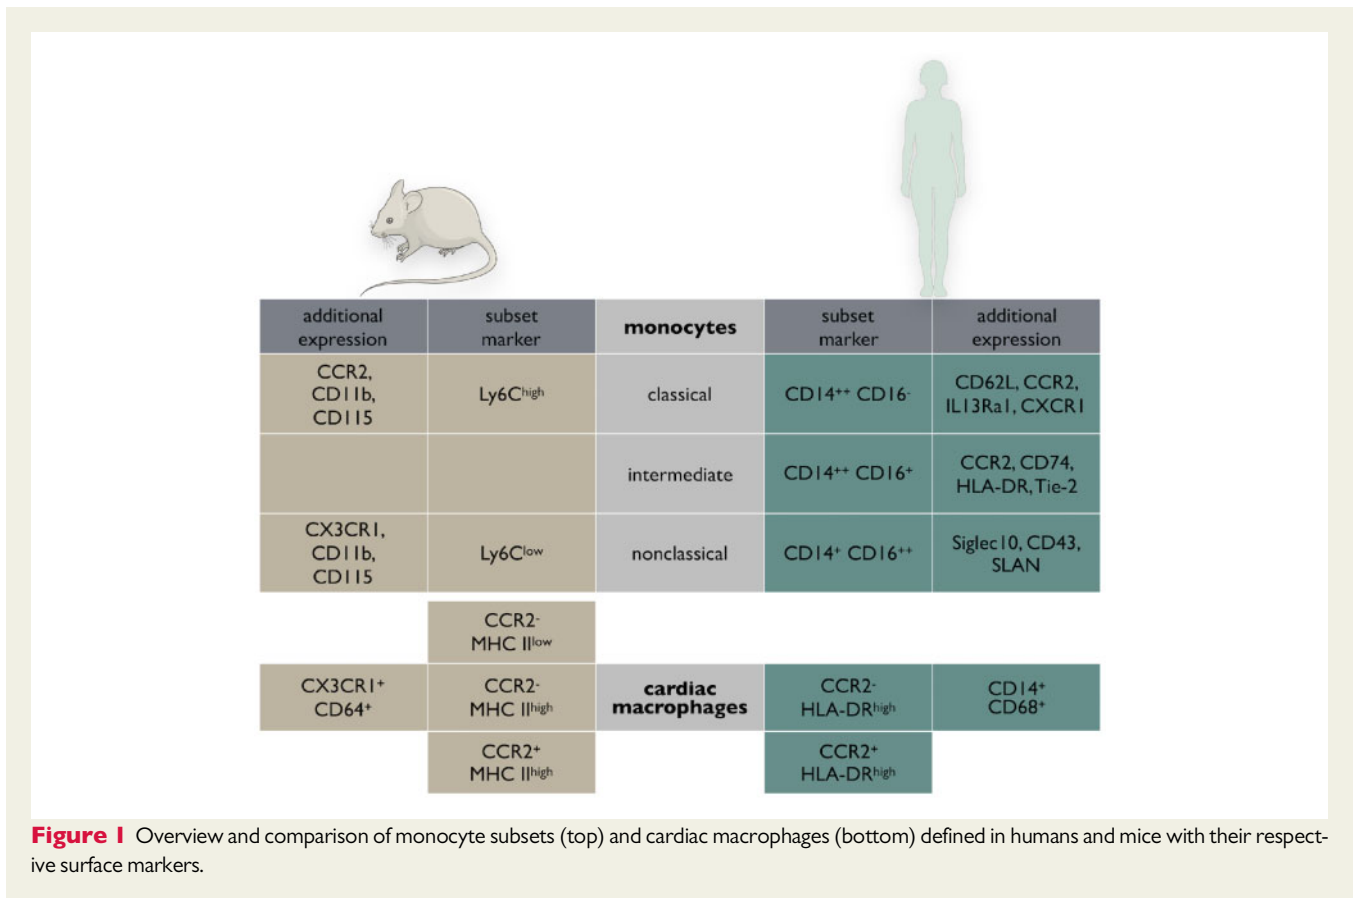 additional expression | subset marker | monocytes | subset marker | additional expression
CCR2, CD11b, CD115 | Ly6Chigh | classical | CD14++ CD16- | CD62L, CCR2, IL13Ra1, CXCR1
intermediate | CD14++ CD16+ | CCR2, CD74, HLA-DR, Tie-2
CX3CR1, CD11b, CD115 | Ly6Clow | nonclassical | CD14+ CD16++ | Siglec10, CD43, SLAN
CCR2- MHC IIlow
CX3CR1+ CD64+ | CCR2- MHC IIhigh | cardiac macrophages | CCR2- HLA-DRhigh | CD14+ CD68+
CCR2+ MHC IIhigh | CCR2+ HLA-DRhigh
Figure 1 Overview and comparison of monocyte subsets (top) and cardiac macrophages (bottom) defined in humans and mice with their respect-
ive surface markers.